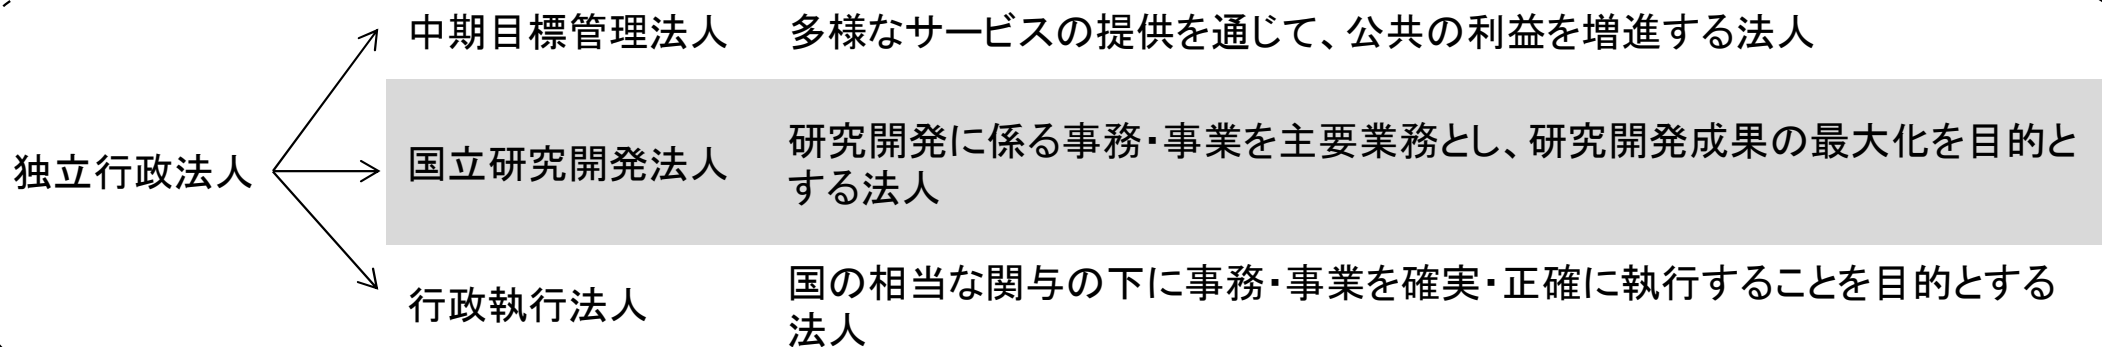 中期目標管理法人　多様なサービスの提供を通じて、公共の利益を増進する法人
独立行政法人
国立研究開発法人　研究開発に係る事務・事業を主要業務とし、研究開発成果の最大化を目的と
する法人
行政執行法人　国の相当な関与の下に事務・事業を確実・正確に執行することを目的とする
法人